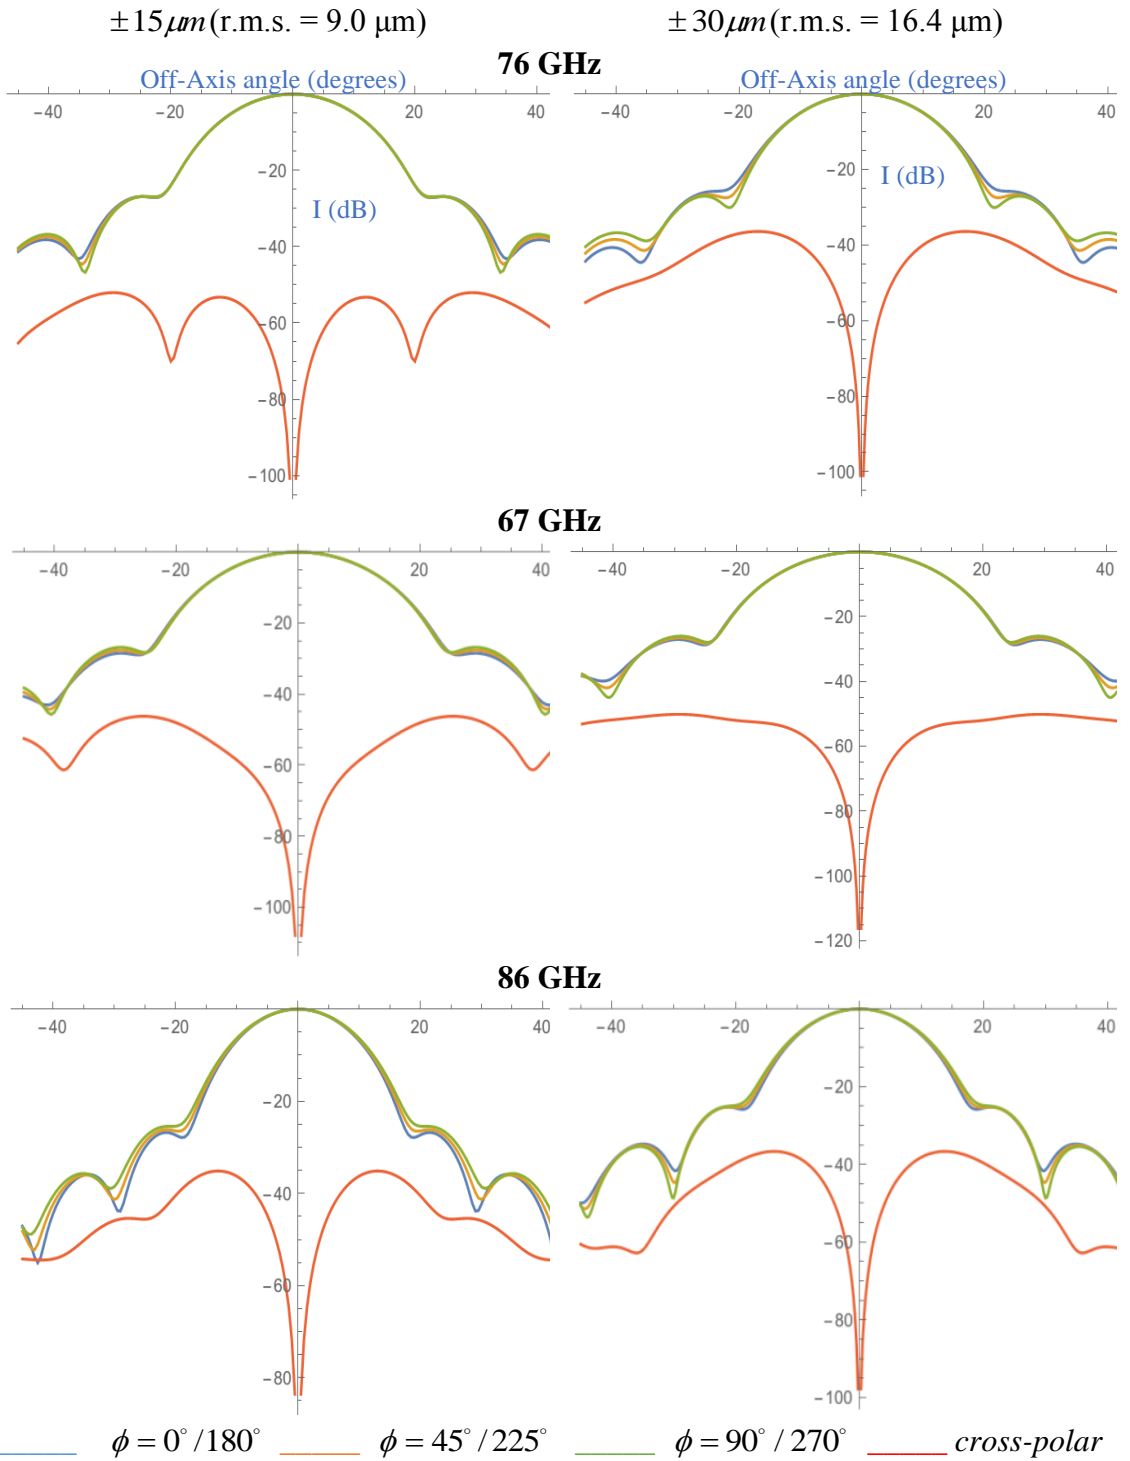 ±15μm(r.m.s. = 9.0 μm) ±30μm(r.m.s. = 16.4 μm)
76 GHz
Off-Axis angle (degrees) Off-Axis angle (degrees)
−40 −20 20 40 −40 −20 20 40
−20 −20
I (dB) I (dB)
−40 −40
−60 −60
−80 −80
−100 −100
67 GHz
−40 −20 20 40 −40 −20 20 40
−20 −20
−40 −40
−60 −60
−80 −80
−100 −100
−120
86 GHz
−40 −20 20 40 −40 −20 20 40
−20 −20
−40 −40
−60 −60
−80 −80
−100
ϕ = 0° /180° ϕ = 45° / 225° ϕ = 90° / 270° cross-polar